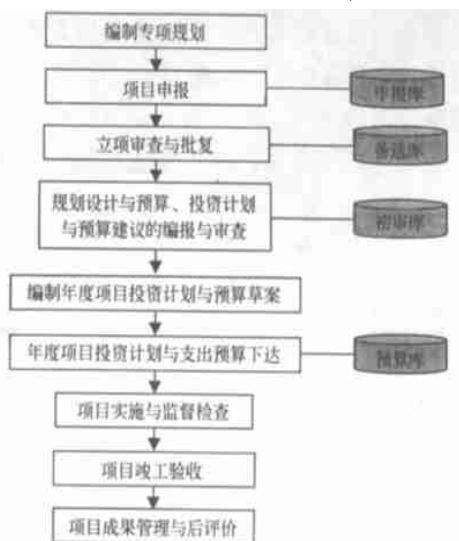 编制专项规划
项目申报
申报库
立项审查与批复
备选库
规划设计与预算、投资计划
与预算建议的编报与审查
初审库
编制年度项目投资计划与预算草案
年度项目投资计划与支出预算下达
预算库
项目实施与监督检查
项目竣工验收
项目成果管理与后评价